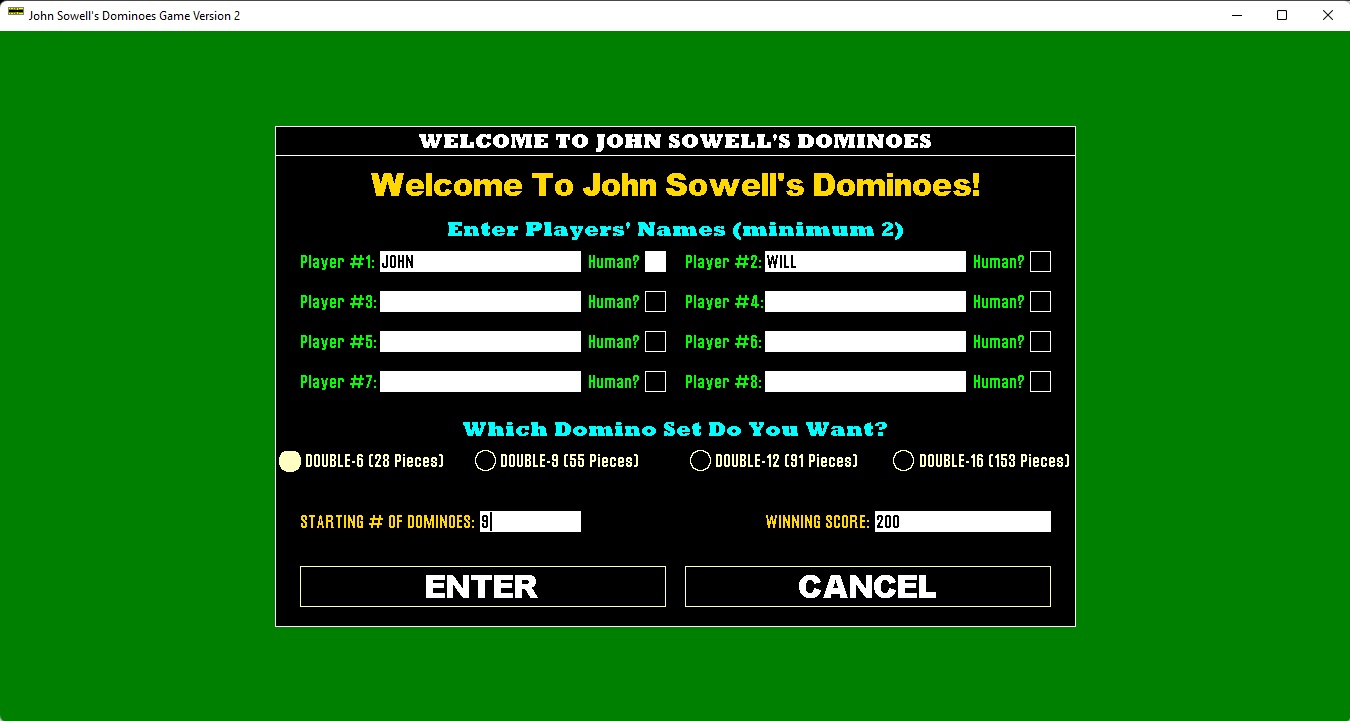 John Sowell's Dominoes Game Version 2
WELCOME TO JOHN SOWELL'S DOMINOES
Welcome To John Sowell's Dominoes!
Enter Players' Names (minimum 2)
Player #1: JOHN Human? Player #2: WILL Human?
Player #3: Human? Player #4: Human?
Player #5: Human? Player #6: Human?
Player #7: Human? Player #8: Human?
Which Domino Set Do You Want?
DOUBLE-6 (28 Pieces) DOUBLE-9 (55 Pieces) DOUBLE-12 (91 Pieces) DOUBLE-16 (153 Pieces)
STARTING # OF DOMINOES: 9 WINNING SCORE: 200
ENTER CANCEL